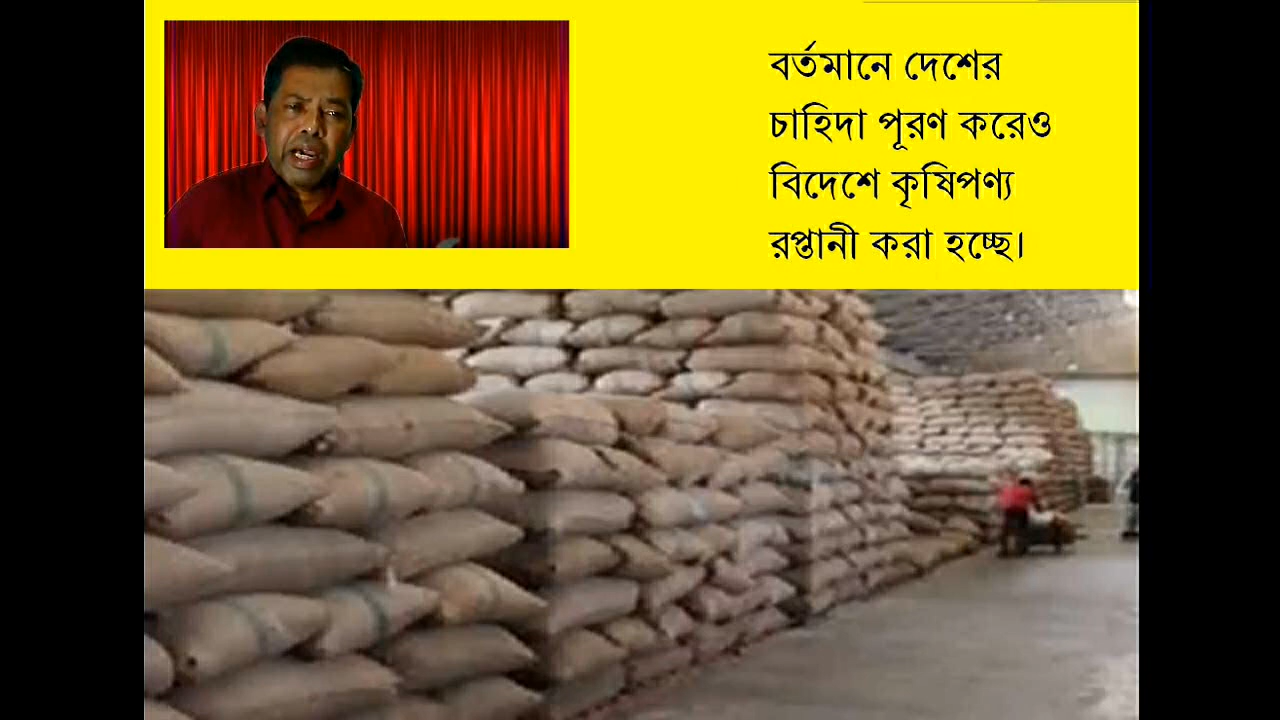 বর্তমানে দেশের
চাহিদা পূরণ করেও
বিদেশে কৃষিপণ্য
রপ্তানী করা হচ্ছে।